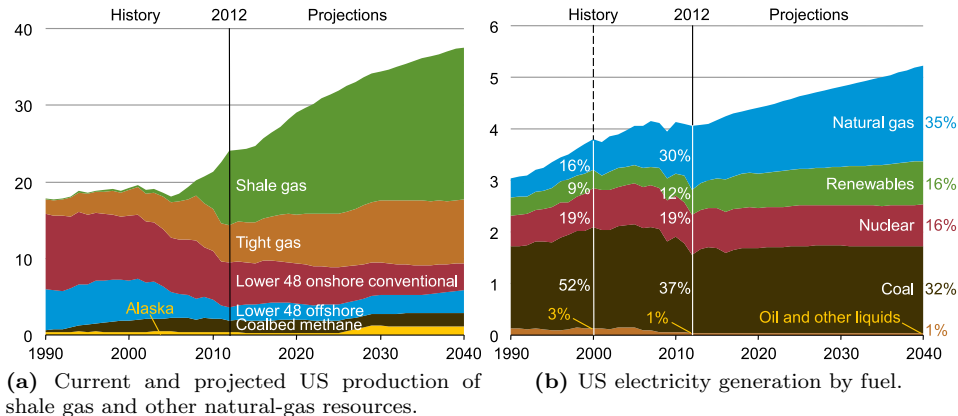 History 2012 Projections
40
30
20
10
0
Shale gas
Tight gas
Lower 48 onshore conventional
Alaska
Lower 48 offshore
Coalbed methane
1990 2000 2010 2020 2030 2040
(a) Current and projected US production of
shale gas and other natural-gas resources.
History 2012 Projections
6
5
4
3
2
1
0
16% 30% Natural gas 35%
9% 12% Renewables 16%
19% 19% Nuclear 16%
52% 37% Coal 32%
3% 1% Oil and other liquids 1%
1990 2000 2010 2020 2030 2040
(b) US electricity generation by fuel.